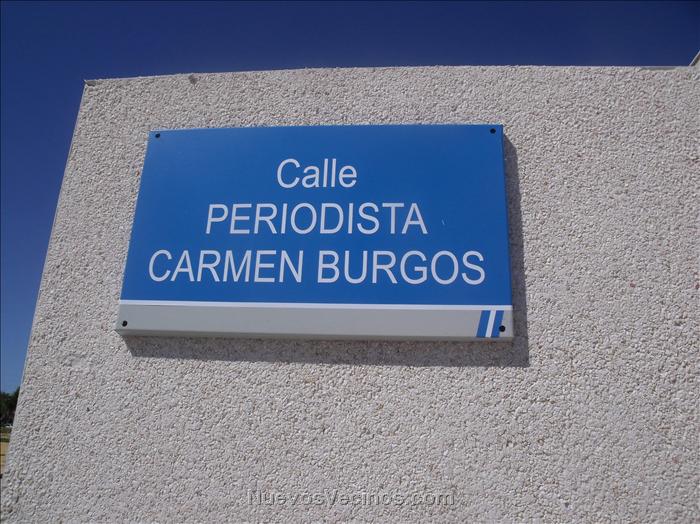 Calle
PERIODISTA
CARMEN BURGOS
NuevosVecinos.com